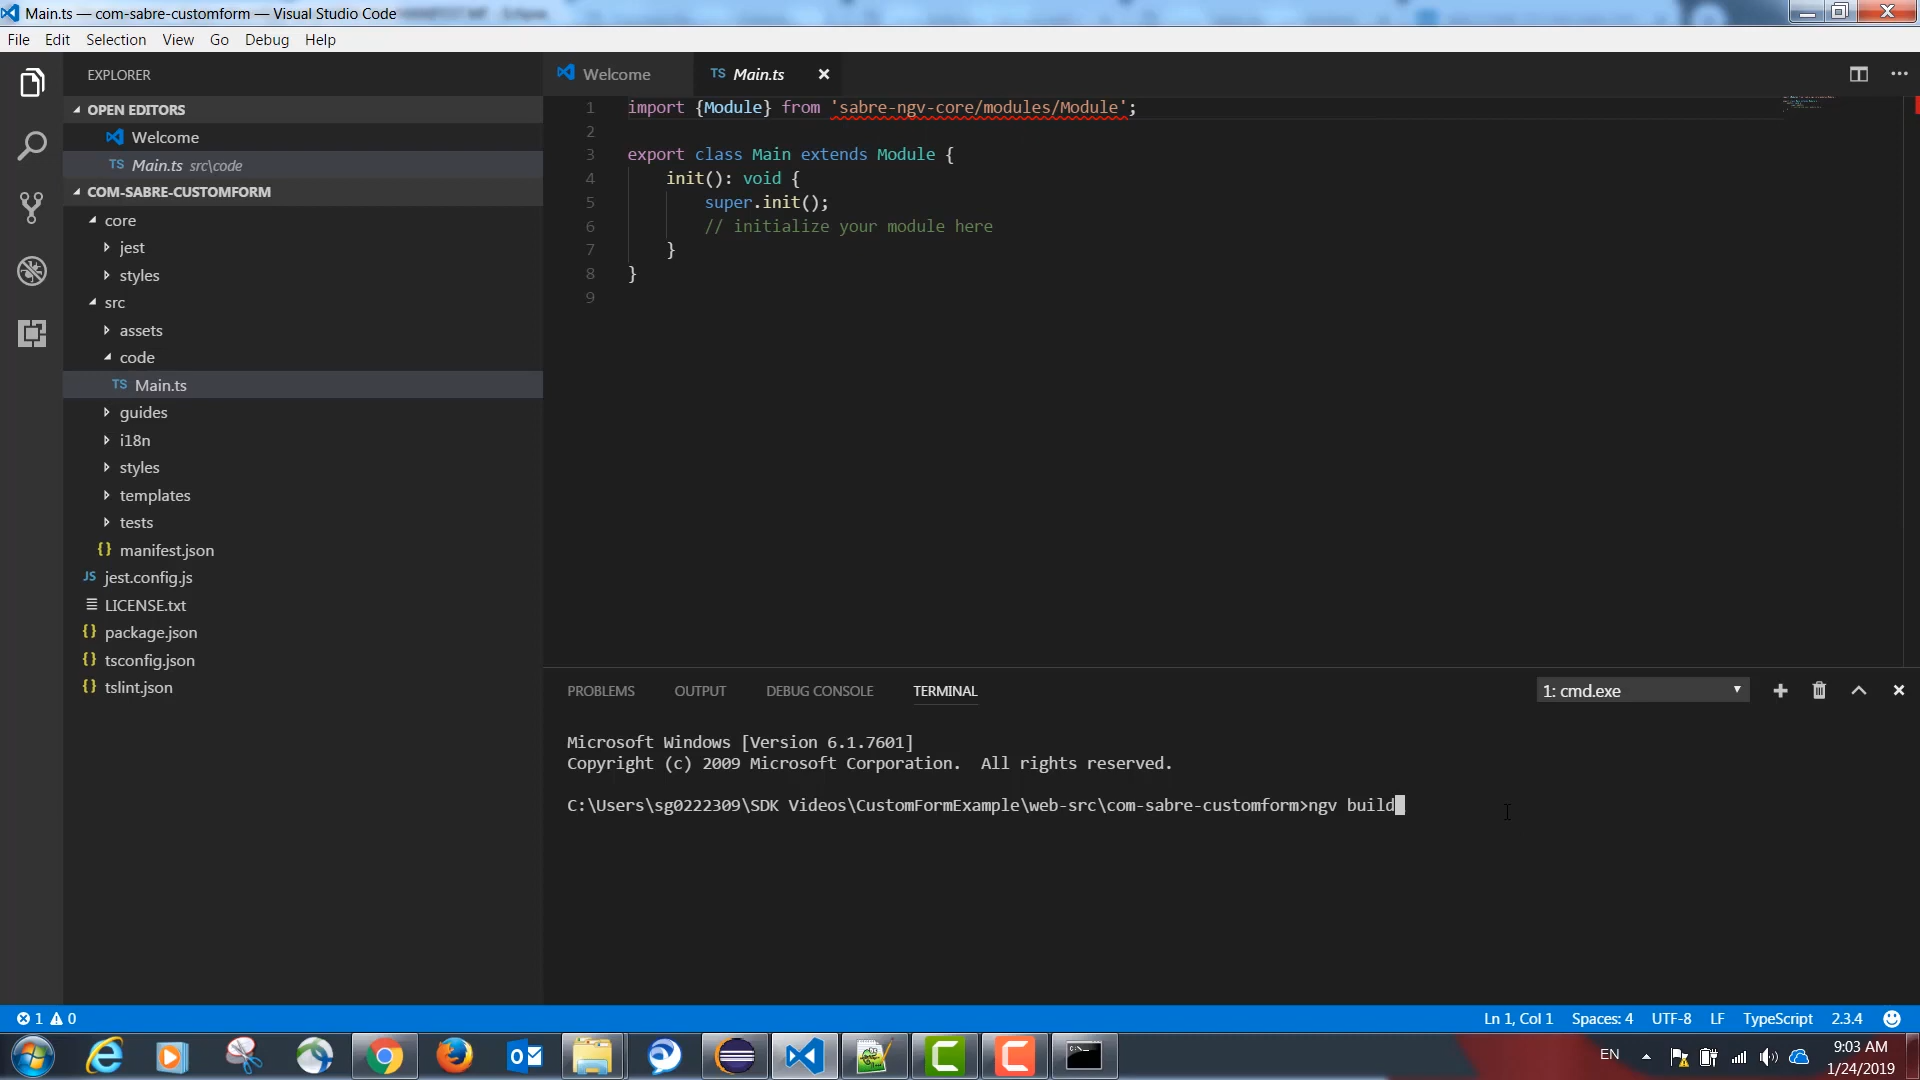 Main.ts — com-sabre-customform — Visual Studio Code
File Edit Selection View Go Debug Help
EXPLORER
OPEN EDITORS
Welcome
TS Main.ts src\code
COM-SABRE-CUSTOMFORM
core
jest
styles
src
assets
code
TS Main.ts
guides
i18n
styles
templates
tests
{} manifest.json
JS jest.config.js
LICENSE.txt
{} package.json
{} tsconfig.json
{} tslint.json
Welcome TS Main.ts
1 import {Module} from 'sabre-ngv-core/modules/Module';
2
3 export class Main extends Module {
4 init(): void {
5 super.init();
6 // initialize your module here
7 }
8 }
9
PROBLEMS OUTPUT DEBUG CONSOLE TERMINAL 1: cmd.exe
Microsoft Windows [Version 6.1.7601]
Copyright (c) 2009 Microsoft Corporation. All rights reserved.
C:\Users\sg0222309\SDK Videos\CustomFormExample\web-src\com-sabre-customform>ngv build
1 0 Ln 1, Col 1 Spaces: 4 UTF-8 LF TypeScript 2.3.4
EN 9:03 AM
1/24/2019